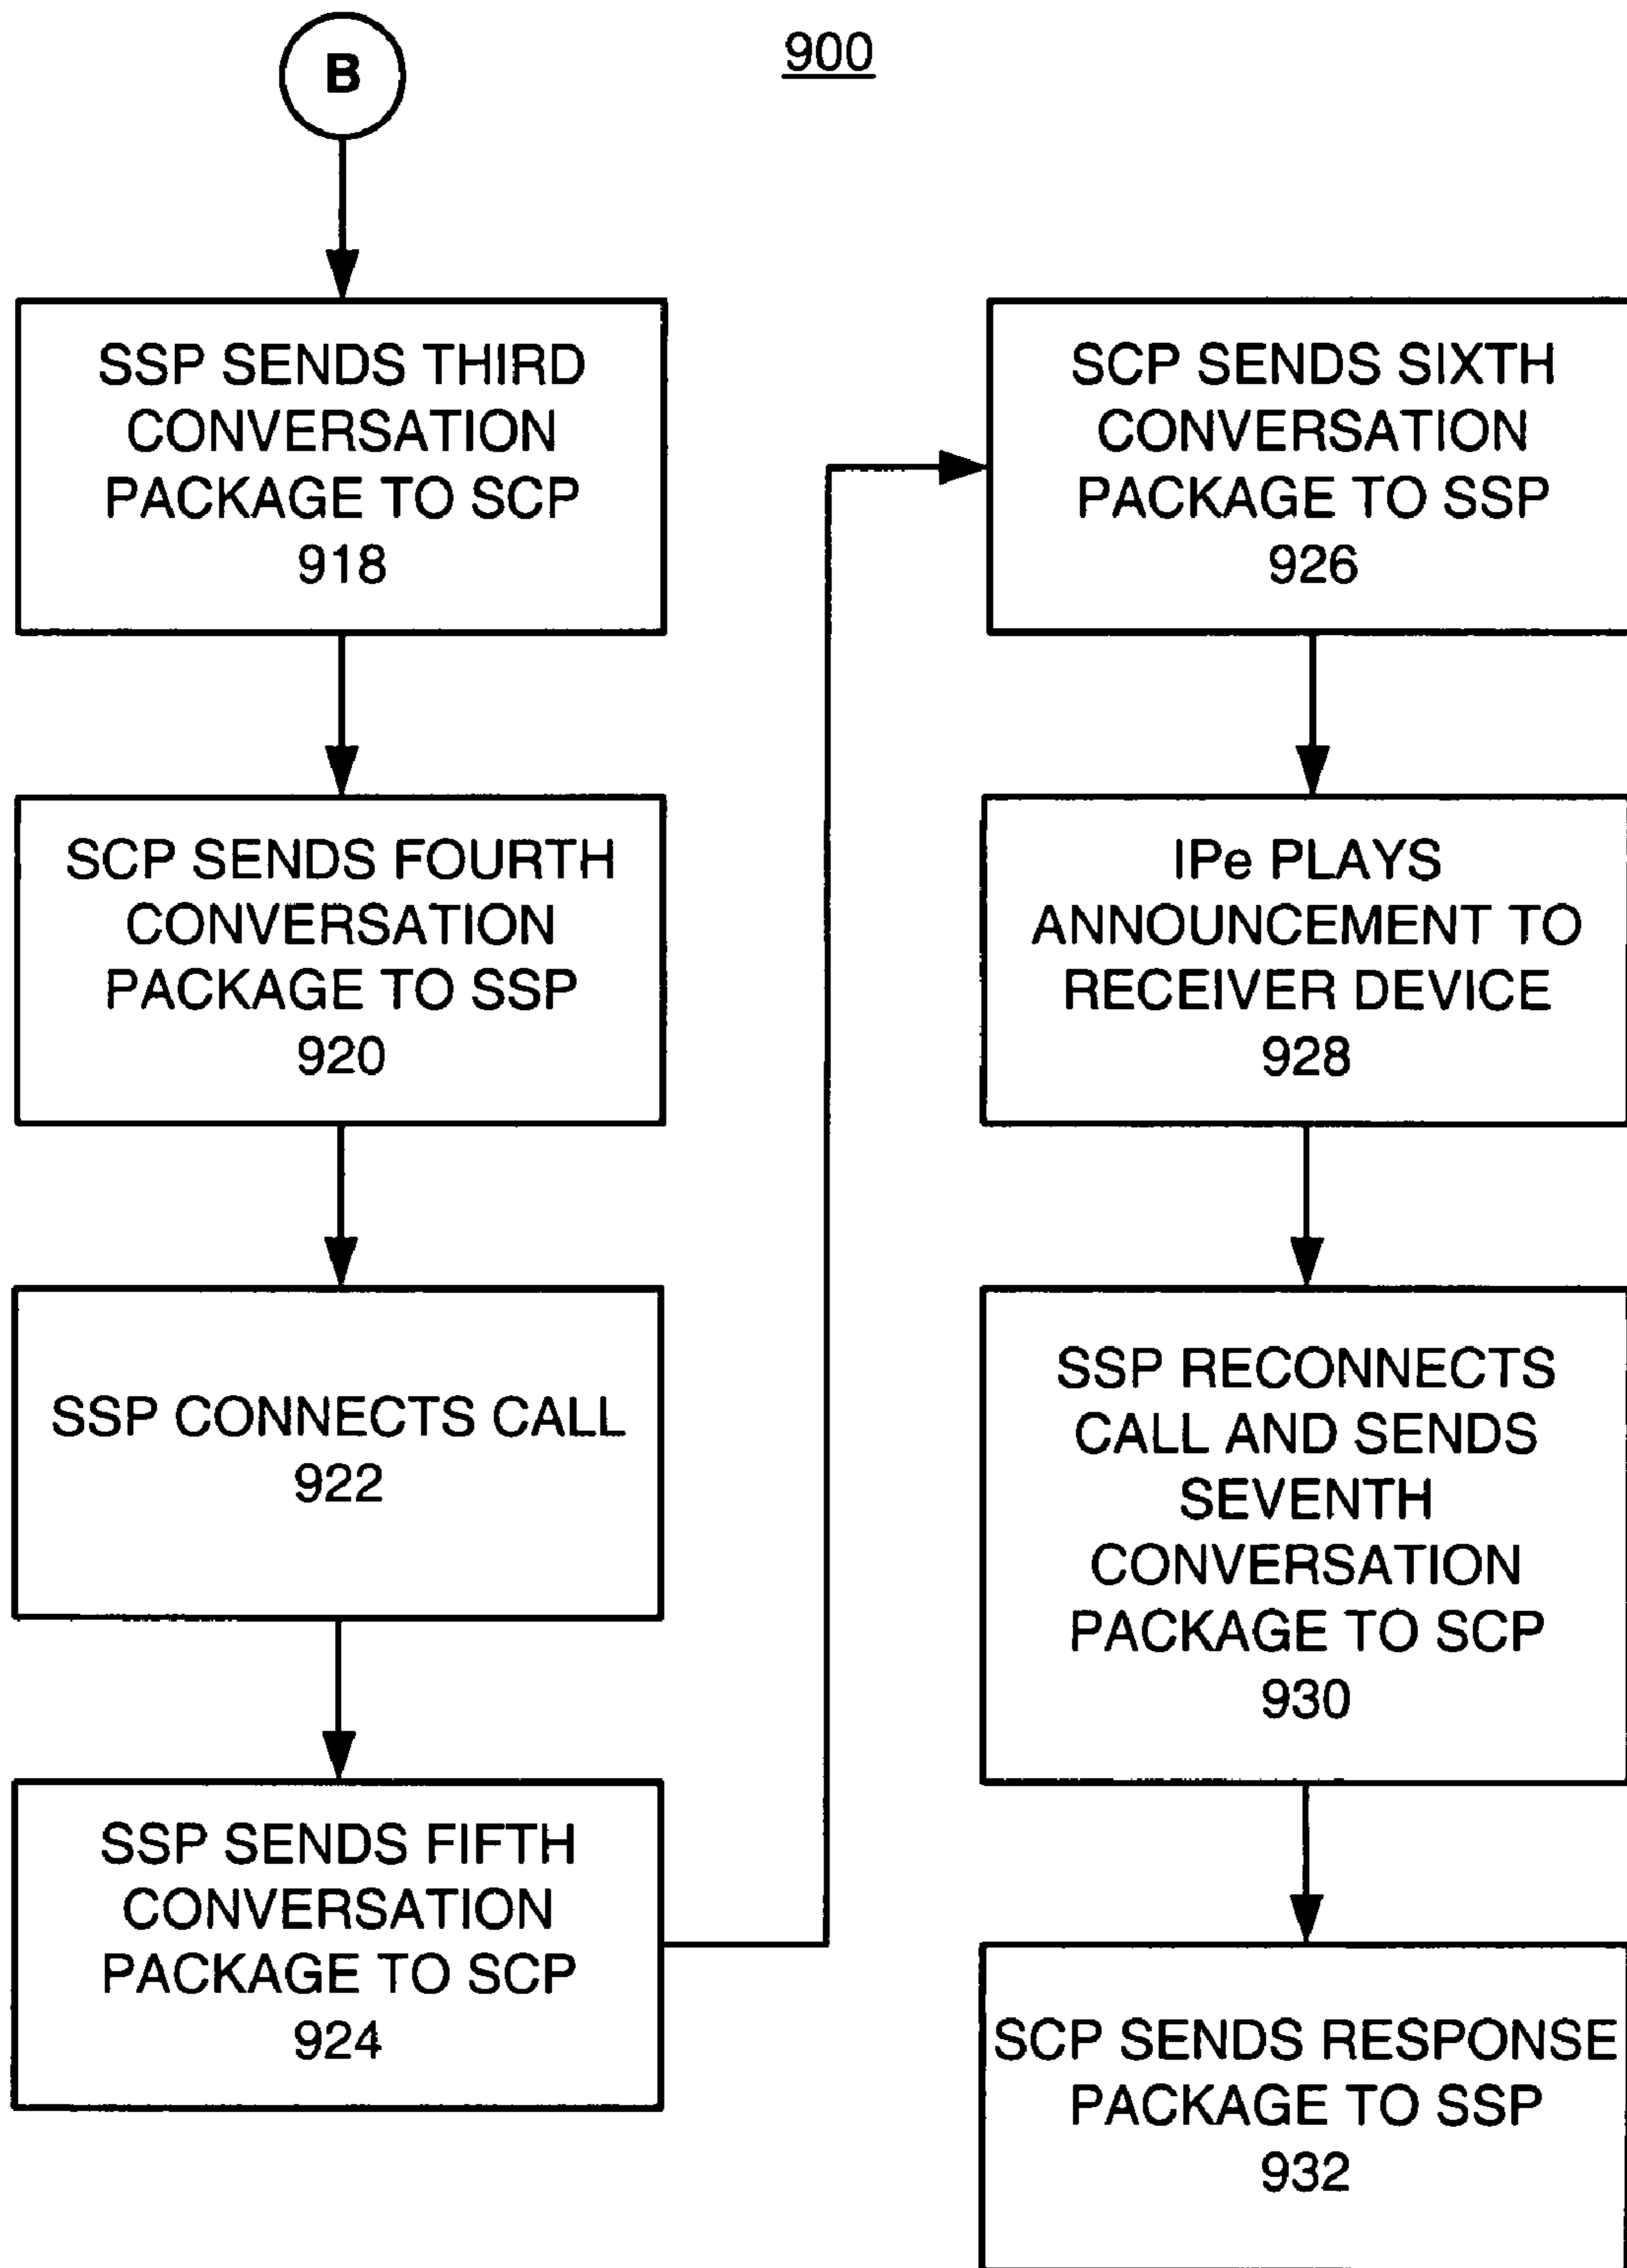 900
B
SSP SENDS THIRD
CONVERSATION
PACKAGE TO SCP
918
SCP SENDS FOURTH
CONVERSATION
PACKAGE TO SSP
920
SSP CONNECTS CALL
922
SSP SENDS FIFTH
CONVERSATION
PACKAGE TO SCP
924
SCP SENDS SIXTH
CONVERSATION
PACKAGE TO SSP
926
IPe PLAYS
ANNOUNCEMENT TO
RECEIVER DEVICE
928
SSP RECONNECTS
CALL AND SENDS
SEVENTH
CONVERSATION
PACKAGE TO SCP
930
SCP SENDS RESPONSE
PACKAGE TO SSP
932